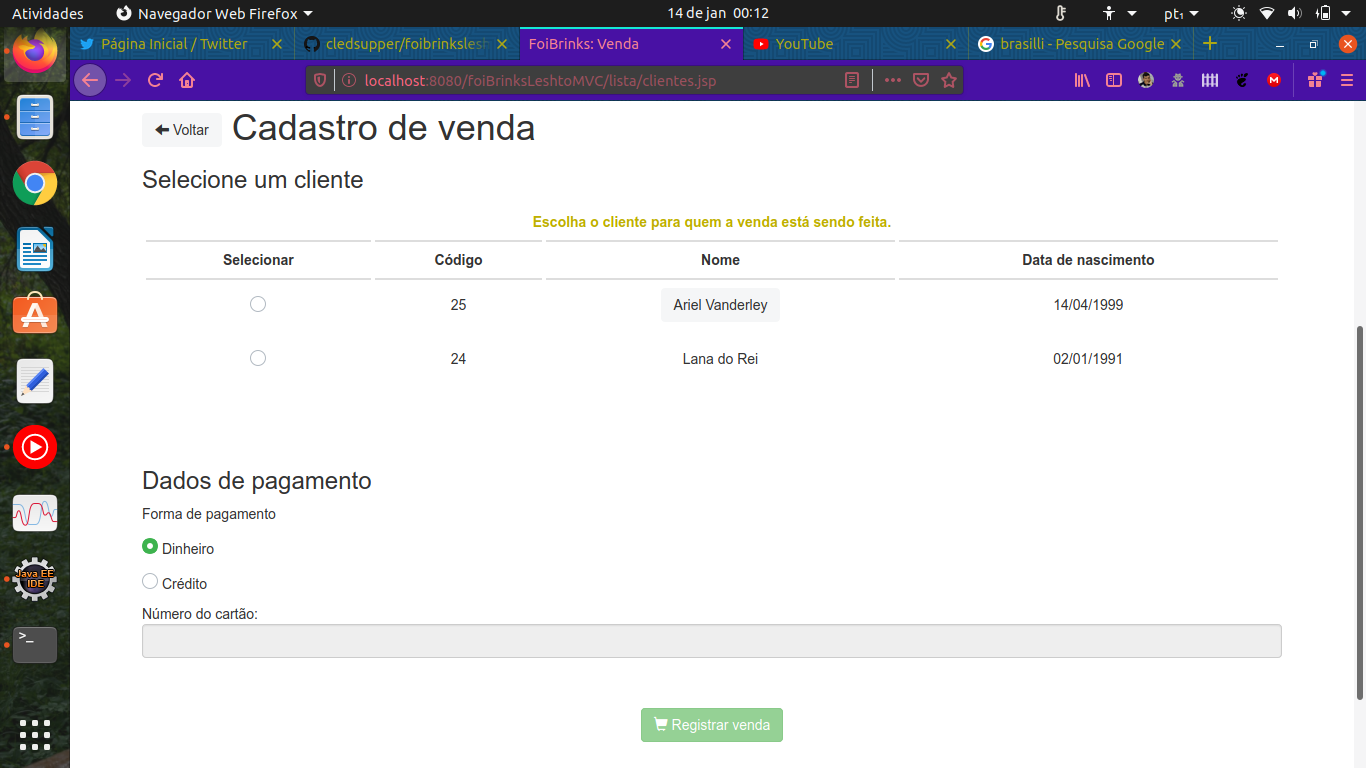 Atividades Navegador Web Firefox 14 de jan 00:12 pt₁
Página Inicial / Twitter cledsupper/foibrinkslesh FoiBrinks: Venda YouTube brasilli - Pesquisa Google
localhost:8080/foiBrinksLeshtoMVC/lista/clientes.jsp
Voltar Cadastro de venda
Selecione um cliente
Escolha o cliente para quem a venda está sendo feita.
Selecionar Código Nome Data de nascimento
25 Ariel Vanderley 14/04/1999
24 Lana do Rei 02/01/1991
Dados de pagamento
Forma de pagamento
Dinheiro
Crédito
Número do cartão:
Registrar venda
Java EE
IDE
>_